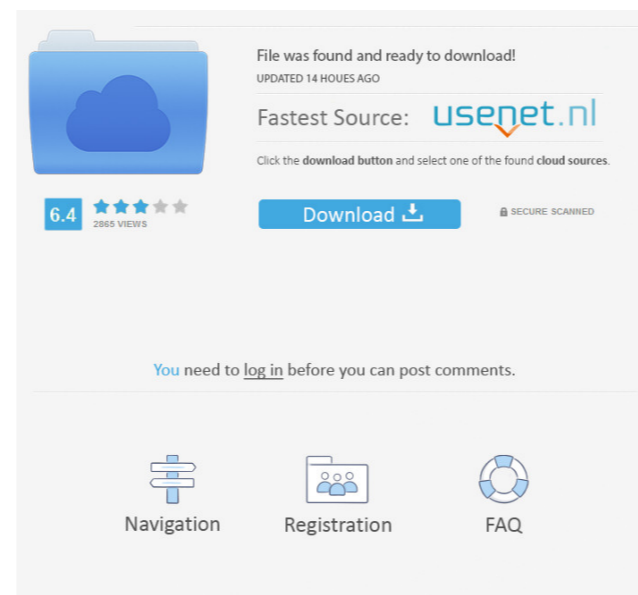 File was found and ready to download!
UPDATED 14 HOUES AGO
Fastest Source: usenet.nl
Click the download button and select one of the found cloud sources.
6.4
2865 VIEWS
Download
SECURE SCANNED
You need to log in before you can post comments.
Navigation
Registration
FAQ